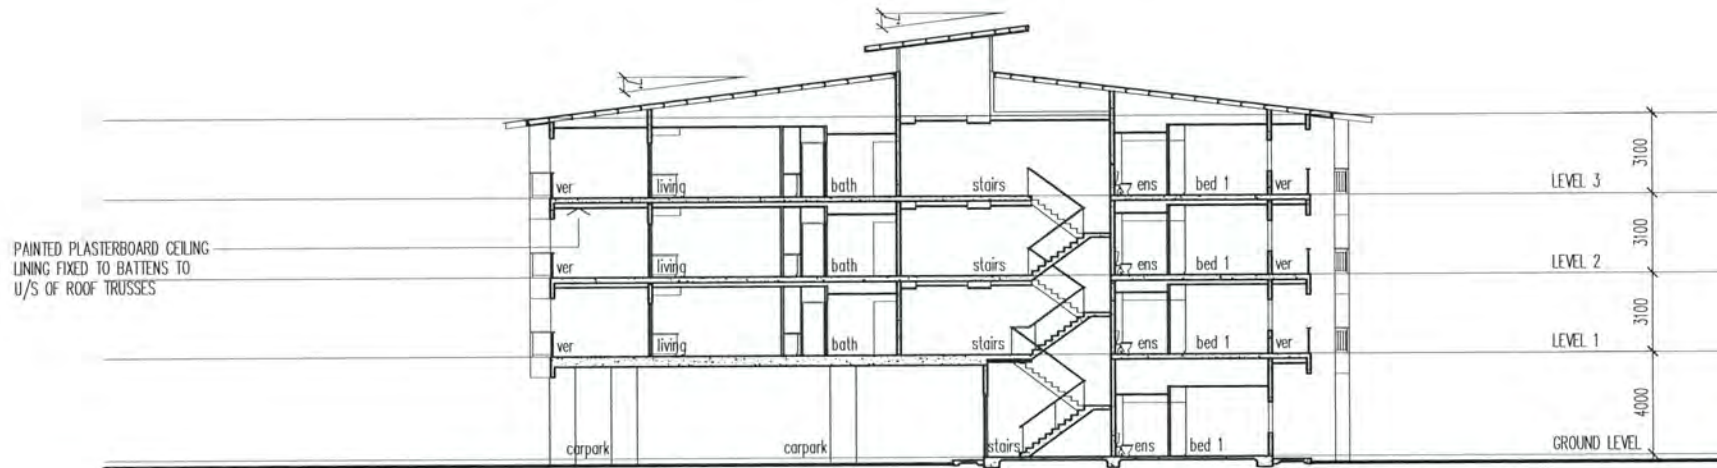 3100
ver
living
bath
stairs
ens
bed 1
ver
LEVEL 3
PAINTED PLASTERBOARD CEILING
LINING FIXED TO BATTENS TO
U/S OF ROOF TRUSSES
3100
ver
living
bath
stairs
ens
bed 1
ver
LEVEL 2
3100
ver
living
bath
stairs
ens
bed 1
ver
LEVEL 1
4000
carpark
carpark
stairs
ens
bed 1
GROUND LEVEL